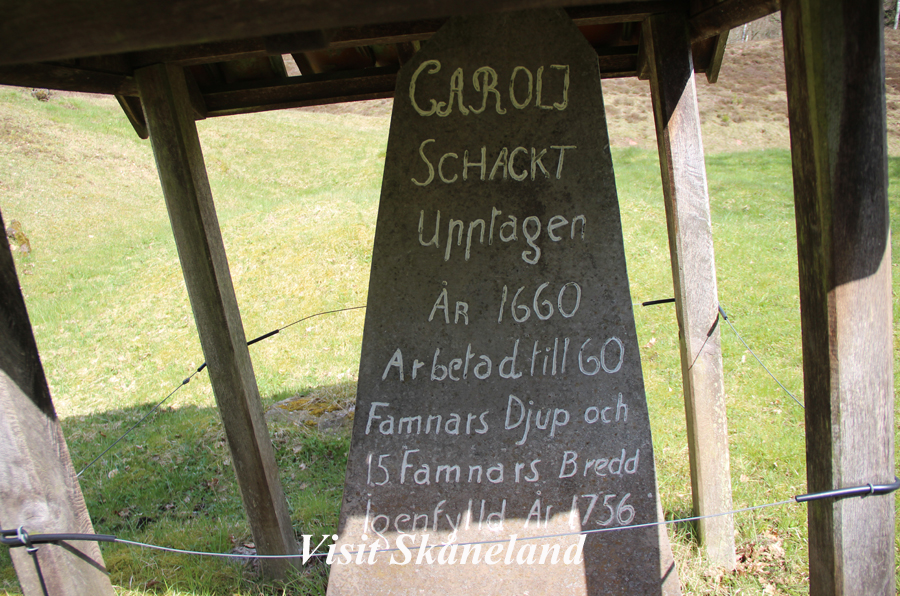 CAROLI
SCHACKT
Upptagen
År 1660
Arbetad till 60
Famnars Djup och
15 Famnars Bredd
Igenfylld År 1756
Visit Skåneland